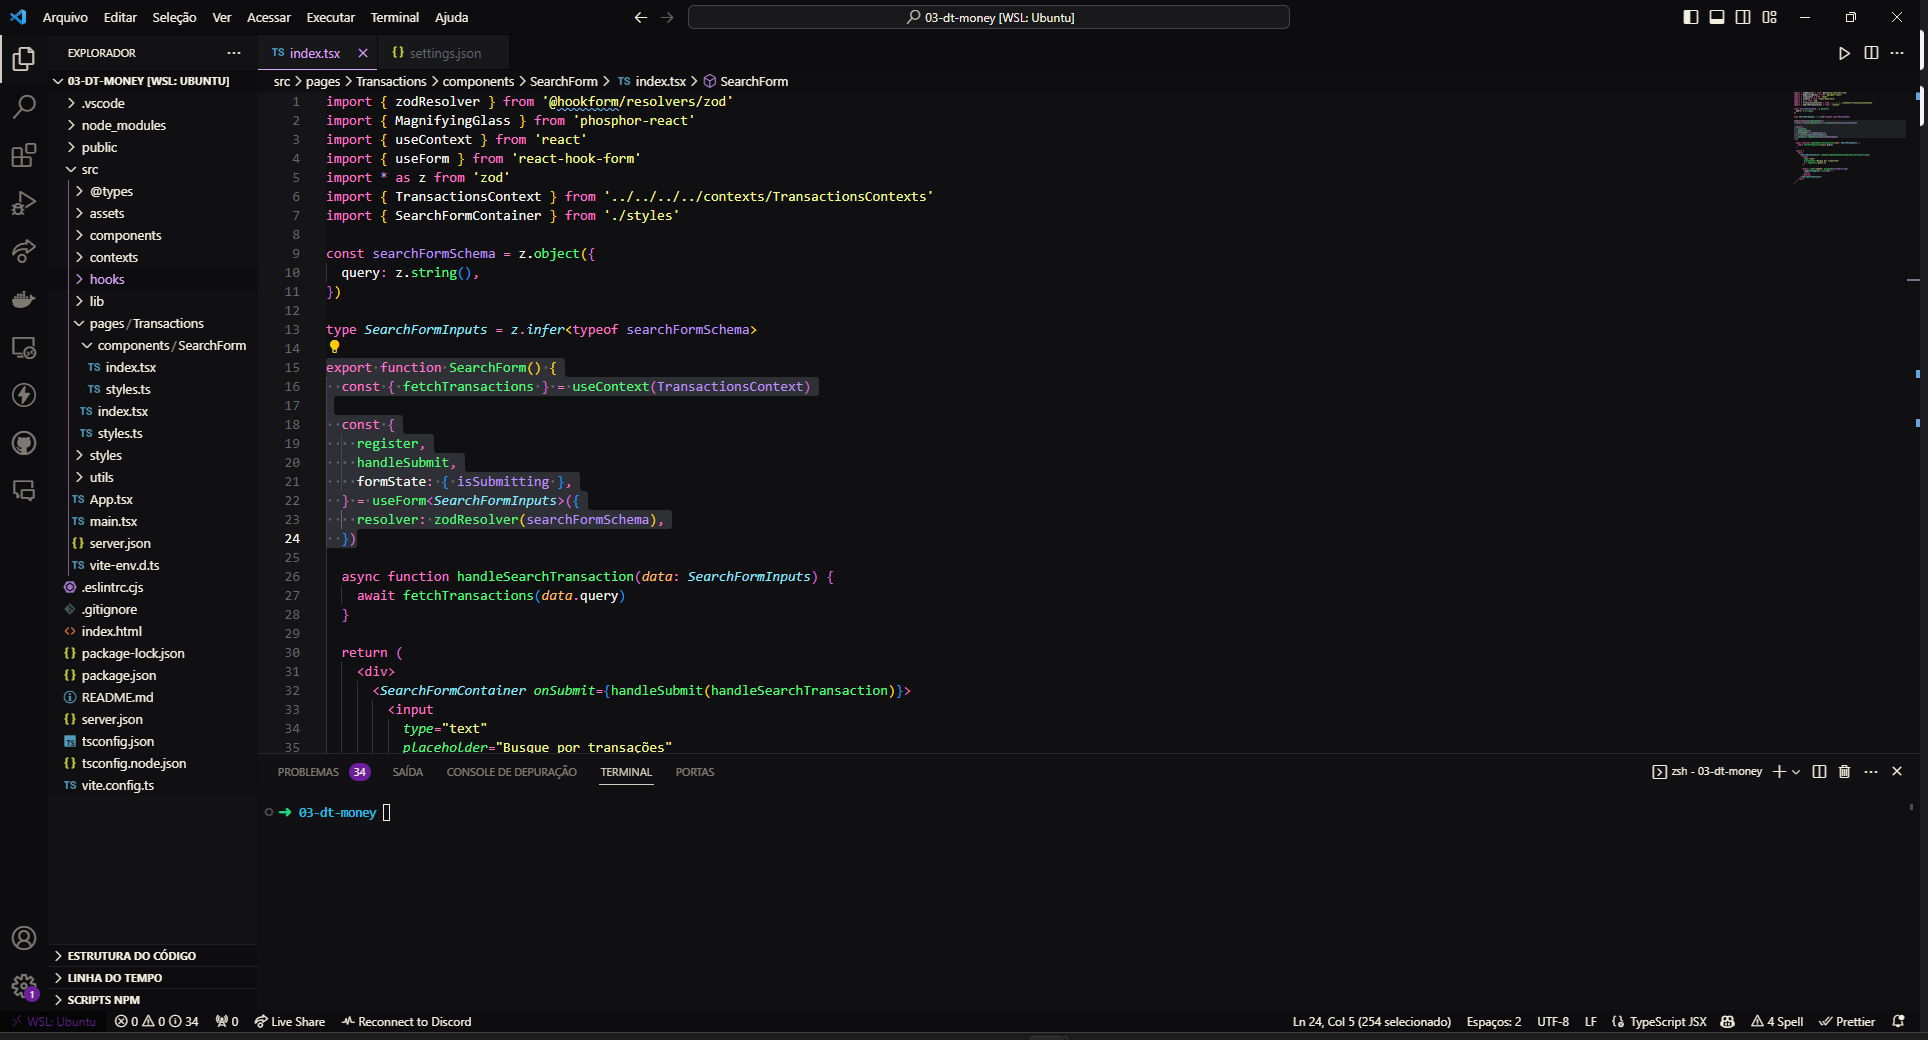 Arquivo Editar Seleção Ver Acessar Executar Terminal Ajuda
03-dt-money [WSL: Ubuntu]
EXPLORADOR
TS index.tsx
{} settings.json
03-DT-MONEY [WSL: UBUNTU]
.vscode
node_modules
public
src
@types
assets
components
contexts
hooks
lib
pages/Transactions
components/SearchForm
TS index.tsx
TS styles.ts
TS index.tsx
TS styles.ts
styles
utils
TS App.tsx
TS main.tsx
{} server.json
TS vite-env.d.ts
.eslintrc.cjs
.gitignore
index.html
{} package-lock.json
{} package.json
README.md
{} server.json
tsconfig.json
{} tsconfig.node.json
TS vite.config.ts
ESTRUTURA DO CÓDIGO
LINHA DO TEMPO
SCRIPTS NPM
src > pages > Transactions > components > SearchForm > TS index.tsx > SearchForm
1 import { zodResolver } from '@hookform/resolvers/zod'
2 import { MagnifyingGlass } from 'phosphor-react'
3 import { useContext } from 'react'
4 import { useForm } from 'react-hook-form'
5 import * as z from 'zod'
6 import { TransactionsContext } from '../../../../contexts/TransactionsContexts'
7 import { SearchFormContainer } from './styles'
8
9 const searchFormSchema = z.object({
10 query: z.string(),
11 })
12
13 type SearchFormInputs = z.infer<typeof searchFormSchema>
14
15 export function SearchForm() {
16 const { fetchTransactions } = useContext(TransactionsContext)
17
18 const {
19 register,
20 handleSubmit,
21 formState: { isSubmitting },
22 } = useForm<SearchFormInputs>({
23 resolver: zodResolver(searchFormSchema),
24 })
25
26 async function handleSearchTransaction(data: SearchFormInputs) {
27 await fetchTransactions(data.query)
28 }
29
30 return (
31 <div>
32 <SearchFormContainer onSubmit={handleSubmit(handleSearchTransaction)}>
33 <input
34 type="text"
35 placeholder="Busque por transações"
PROBLEMAS 34 SAÍDA CONSOLE DE DEPURAÇÃO TERMINAL PORTAS
zsh - 03-dt-money
➜ 03-dt-money
1
WSL: Ubuntu 0 0 34 0 Live Share Reconnect to Discord
Ln 24, Col 5 (254 selecionado) Espaços: 2 UTF-8 LF {} TypeScript JSX 4 Spell Prettier